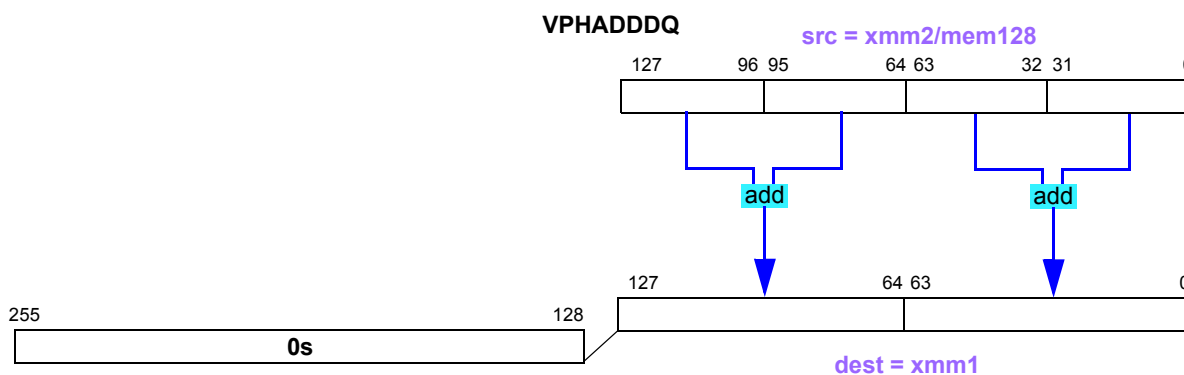 VPHADDDQ
src = xmm2/mem128
127 96 95 64 63 32 31
add add
127 64 63 0
255 128
0s
dest = xmm1